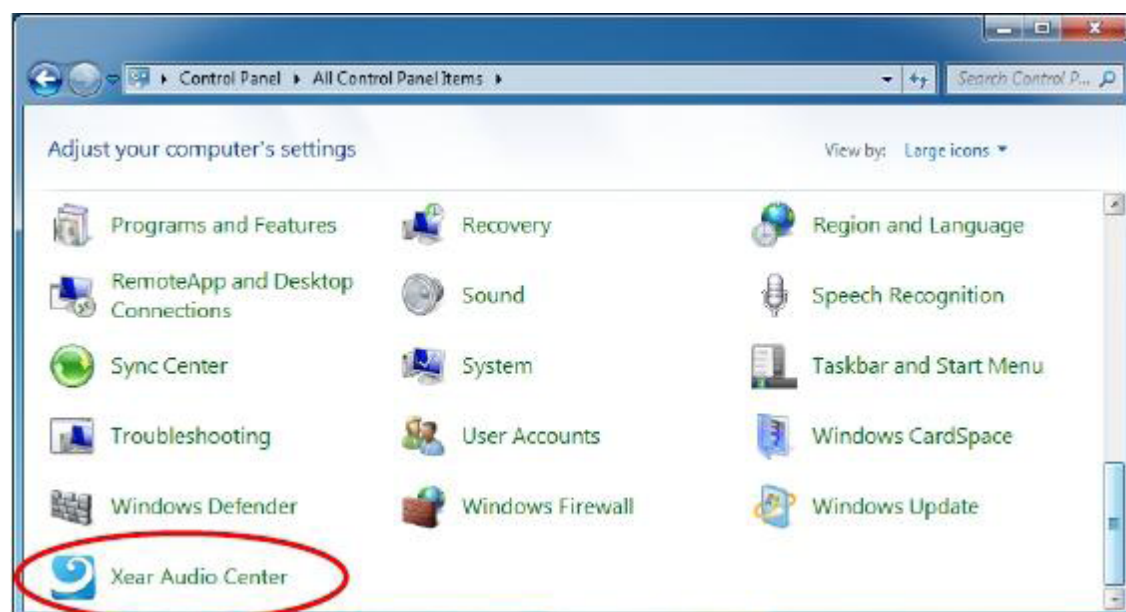 Control Panel All Control Panel Items
Search Control P...
Adjust your computer's settings
View by: Large icons
Programs and Features
Recovery
Region and Language
RemoteApp and Desktop
Connections
Sound
Speech Recognition
Sync Center
System
Taskbar and Start Menu
Troubleshooting
User Accounts
Windows CardSpace
Windows Defender
Windows Firewall
Windows Update
Xear Audio Center